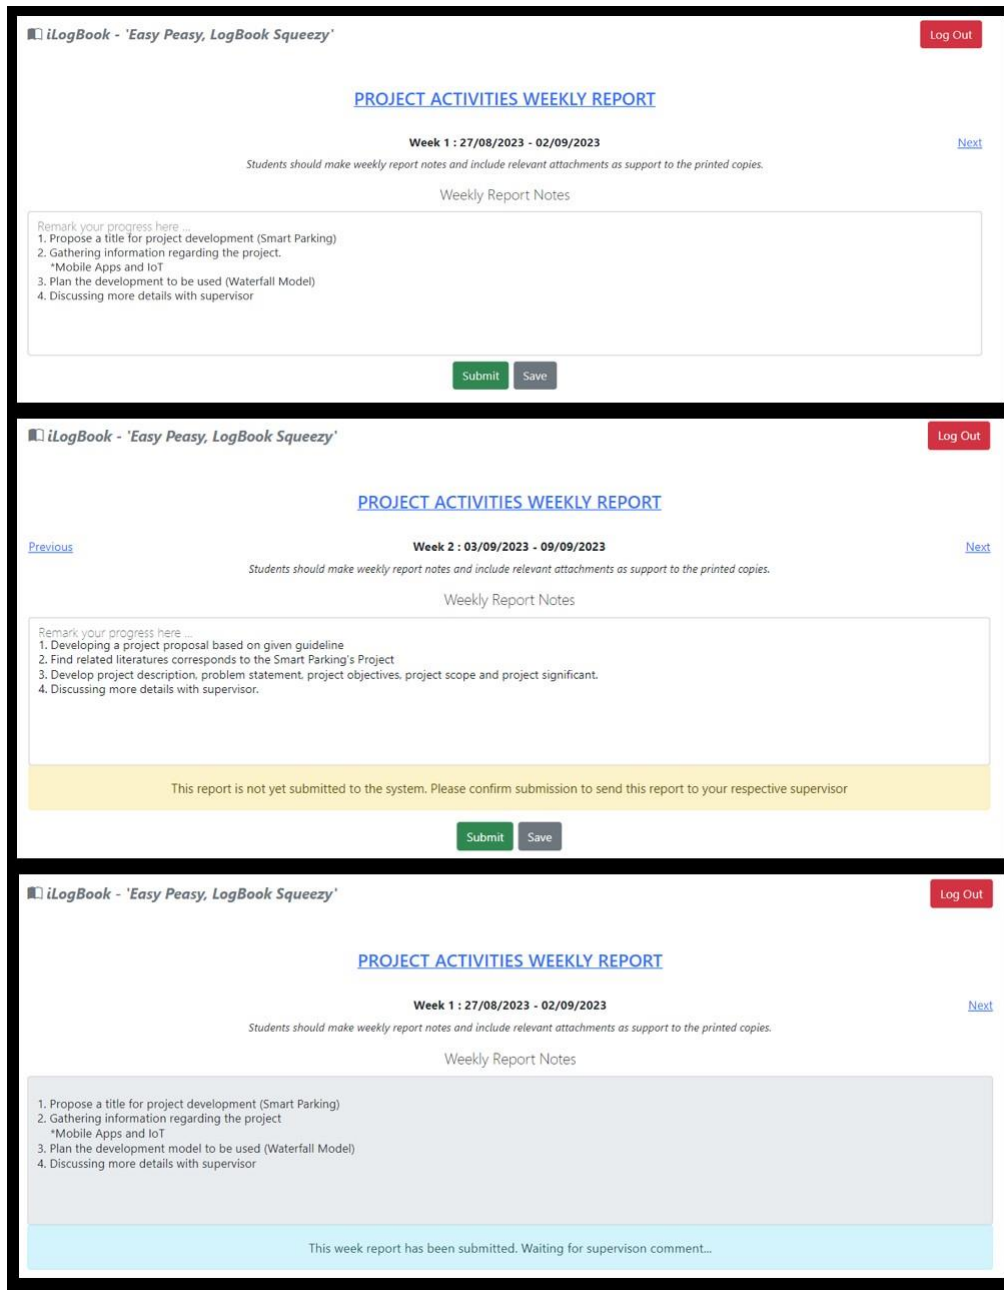 iLogBook - 'Easy Peasy, LogBook Squeezy'
Log Out
PROJECT ACTIVITIES WEEKLY REPORT
Week 1 : 27/08/2023 - 02/09/2023
Next
Students should make weekly report notes and include relevant attachments as support to the printed copies.
Weekly Report Notes
Remark your progress here ...
1. Propose a title for project development (Smart Parking)
2. Gathering information regarding the project.
*Mobile Apps and IoT
3. Plan the development to be used (Waterfall Model)
4. Discussing more details with supervisor
Submit
Save
iLogBook - 'Easy Peasy, LogBook Squeezy'
Log Out
PROJECT ACTIVITIES WEEKLY REPORT
Previous
Week 2 : 03/09/2023 - 09/09/2023
Next
Students should make weekly report notes and include relevant attachments as support to the printed copies.
Weekly Report Notes
Remark your progress here ...
1. Developing a project proposal based on given guideline
2. Find related literatures corresponds to the Smart Parking's Project
3. Develop project description, problem statement, project objectives, project scope and project significant.
4. Discussing more details with supervisor.
This report is not yet submitted to the system. Please confirm submission to send this report to your respective supervisor
Submit
Save
iLogBook - 'Easy Peasy, LogBook Squeezy'
Log Out
PROJECT ACTIVITIES WEEKLY REPORT
Week 1 : 27/08/2023 - 02/09/2023
Next
Students should make weekly report notes and include relevant attachments as support to the printed copies.
Weekly Report Notes
1. Propose a title for project development (Smart Parking)
2. Gathering information regarding the project
*Mobile Apps and IoT
3. Plan the development model to be used (Waterfall Model)
4. Discussing more details with supervisor
This week report has been submitted. Waiting for supervison comment...